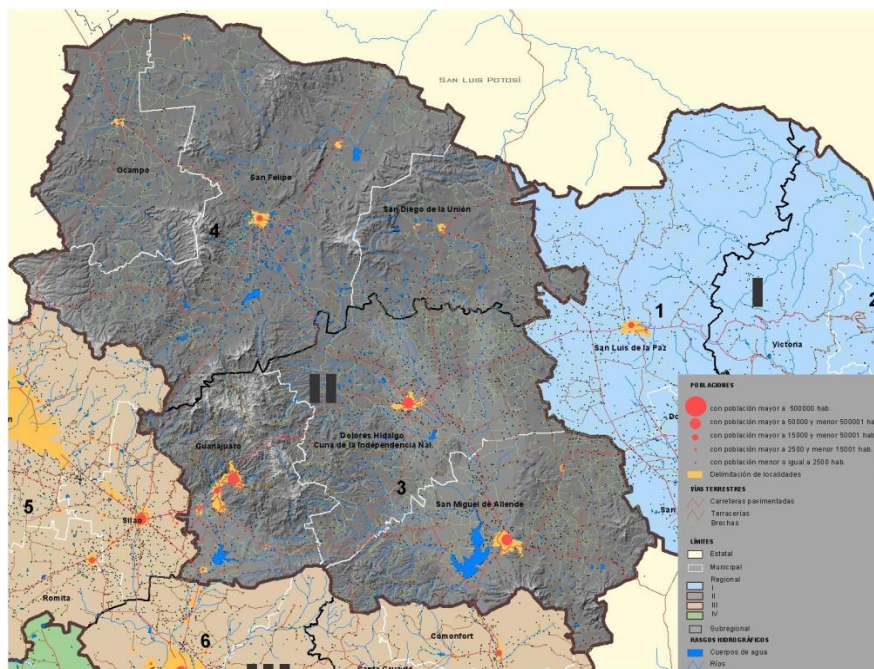 SAN LUIS POTOSÍ
Ocampo
San Felipe
San Diego de la Unión
4
1
2
San Luis de la Paz
Victoria
Dolores Hidalgo
Cuna de la Independencia Nal.
Guanajuato
3
San Miguel de Allende
5
Silao
Romita
6
Comonfort
POBLACIONES
con población mayor a 500000 hab.
con población mayor a 50000 y menor 500001 ha
con población mayor a 15000 y menor 50001 hab.
con población mayor a 2500 y menor 15001 hab.
con población menor o igual a 2500 hab.
Delimitación de localidades
VÍAS TERRESTRES
Carreteras pavimentadas
Terracerías
Brechas
LÍMITES
Estatal
Municipal
Regional
I
II
III
IV
Subregional
RASGOS HIDROGRÁFICOS
Cuerpos de agua
Ríos